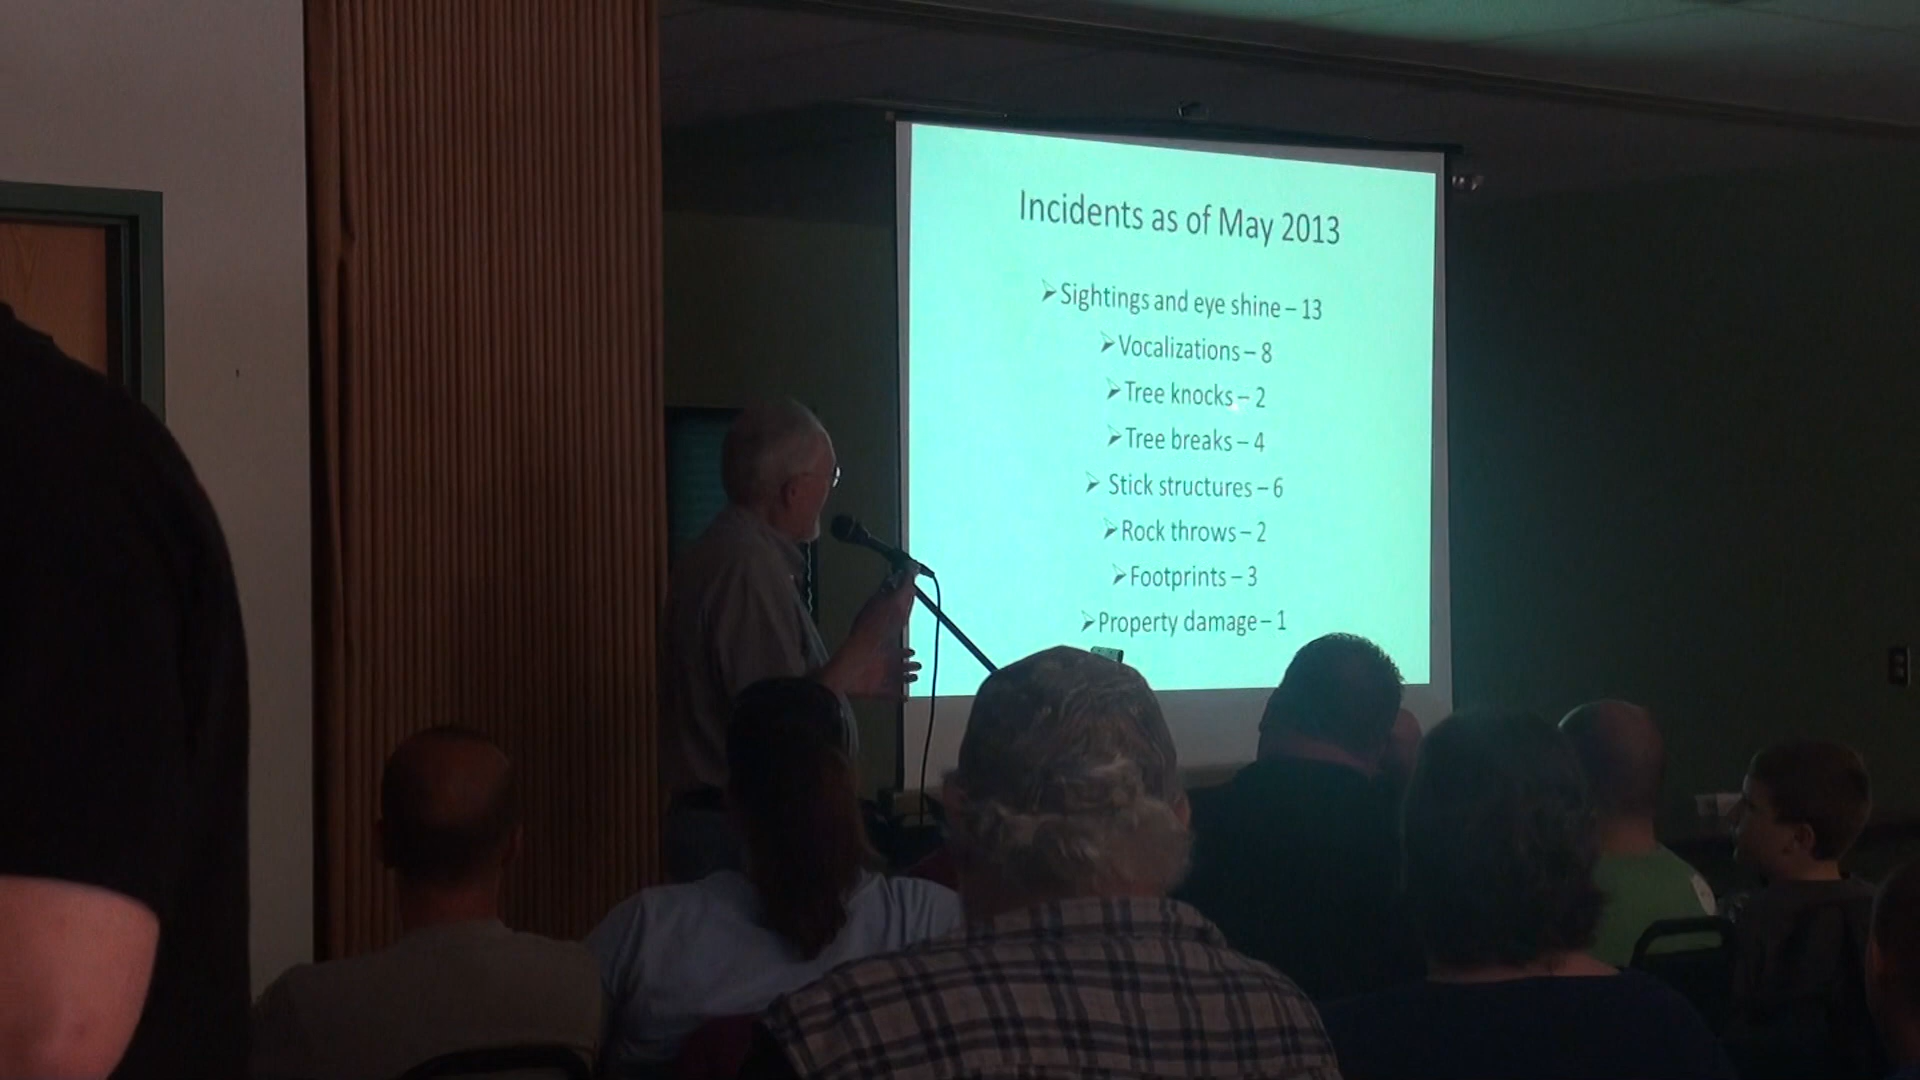 Incidents as of May 2013
➢Sightings and eye shine – 13
➢Vocalizations – 8
➢Tree knocks – 2
➢Tree breaks – 4
➢ Stick structures – 6
➢Rock throws – 2
➢Footprints – 3
➢Property damage – 1